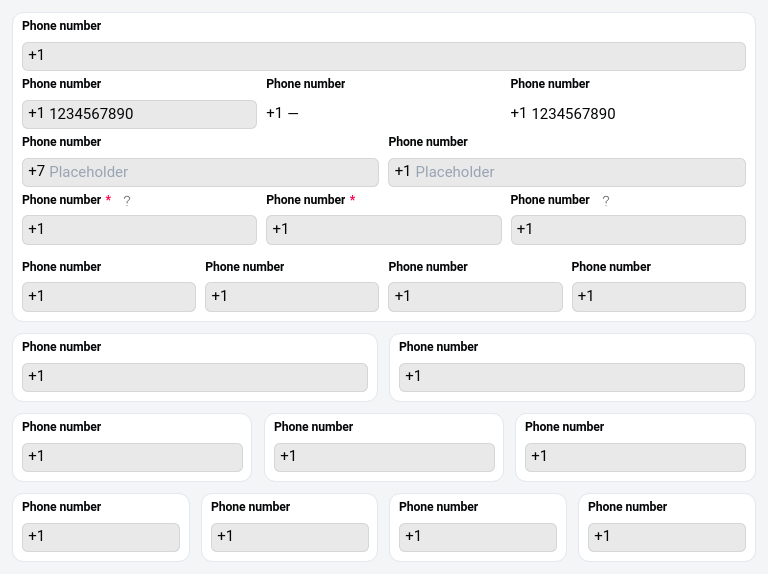 Phone number
+1
Phone number Phone number Phone number
+1 1234567890 +1 — +1 1234567890
Phone number Phone number
+7 Placeholder +1 Placeholder
Phone number * ? Phone number * Phone number ?
+1 +1 +1
Phone number Phone number Phone number Phone number
+1 +1 +1 +1
Phone number Phone number
+1 +1
Phone number Phone number Phone number
+1 +1 +1
Phone number Phone number Phone number Phone number
+1 +1 +1 +1